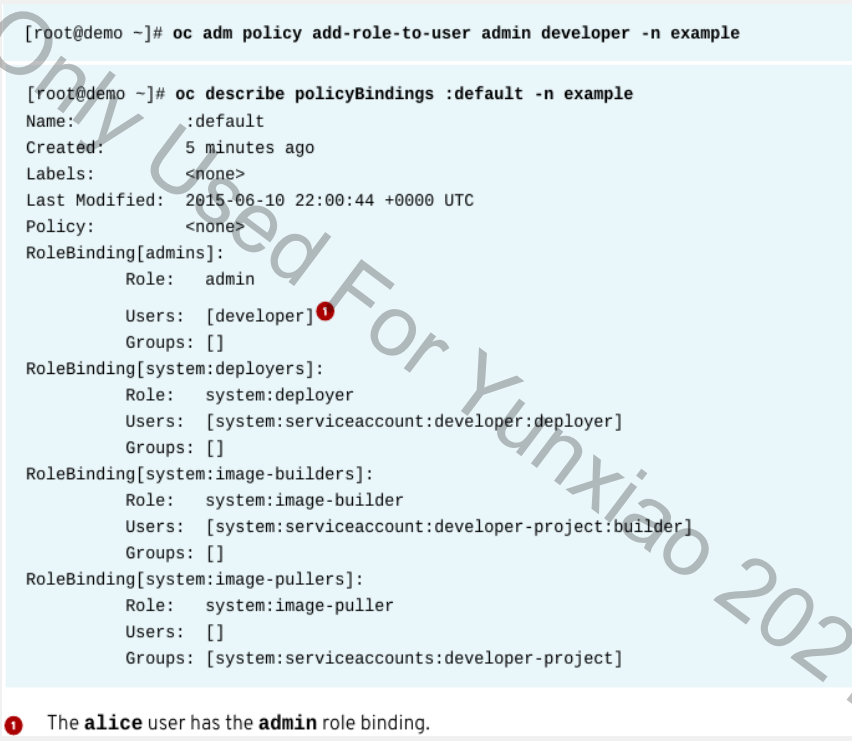 [root@demo ~]# oc adm policy add-role-to-user admin developer -n example
[root@demo ~]# oc describe policyBindings :default -n example
Name: :default
Created: 5 minutes ago
Labels: <none>
Last Modified: 2015-06-10 22:00:44 +0000 UTC
Policy: <none>
RoleBinding[admins]:
Role: admin
Users: [developer] 1
Groups: []
RoleBinding[system:deployers]:
Role: system:deployer
Users: [system:serviceaccount:developer:deployer]
Groups: []
RoleBinding[system:image-builders]:
Role: system:image-builder
Users: [system:serviceaccount:developer-project:builder]
Groups: []
RoleBinding[system:image-pullers]:
Role: system:image-puller
Users: []
Groups: [system:serviceaccounts:developer-project]
1 The alice user has the admin role binding.
Only Used For Yunxiao 202